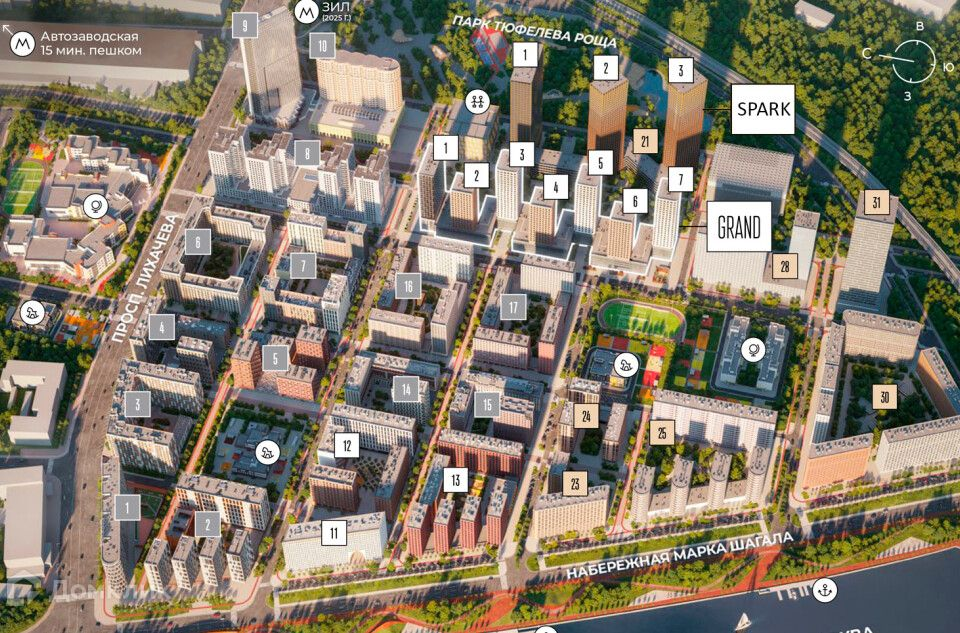 М ЗИЛ
(2025 Г.)
М Автозаводская
15 мин. пешком
ПАРК ТЮФЕЛЕВА РОЩА
В
С
Ю
З
9
10
1
2
3
SPARK
21
8
1
2
3
4
5
6
7
GRAND
31
28
ПРОСП. ЛИХАЧЕВА
6
7
16
17
4
5
3
14
15
24
25
30
12
13
23
1
2
11
НАБЕРЕЖНАЯ МАРКА ШАГАЛА